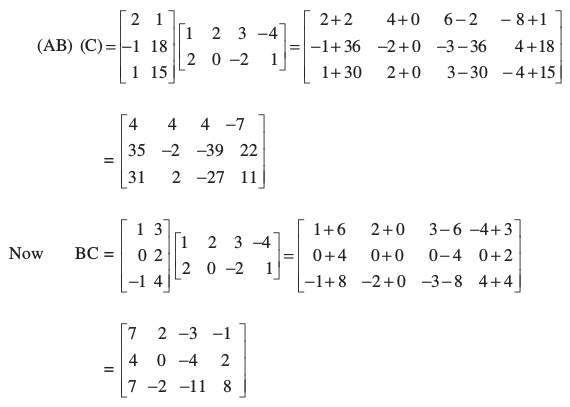 2 1 2+2 4+0 6–2 –8+1
(AB) (C) = –1 18 1 2 3 –4 = –1+36 –2+0 –3–36 4+18
2 0 –2 1
1 15 1+30 2+0 3–30 –4+15
4 4 4 –7
= 35 –2 –39 22
31 2 –27 11
1 3 1+6 2+0 3–6 –4+3
Now BC = 0 2 1 2 3 –4 = 0+4 0+0 0–4 0+2
2 0 –2 1
–1 4 –1+8 –2+0 –3–8 4+4
7 2 –3 –1
= 4 0 –4 2
7 –2 –11 8